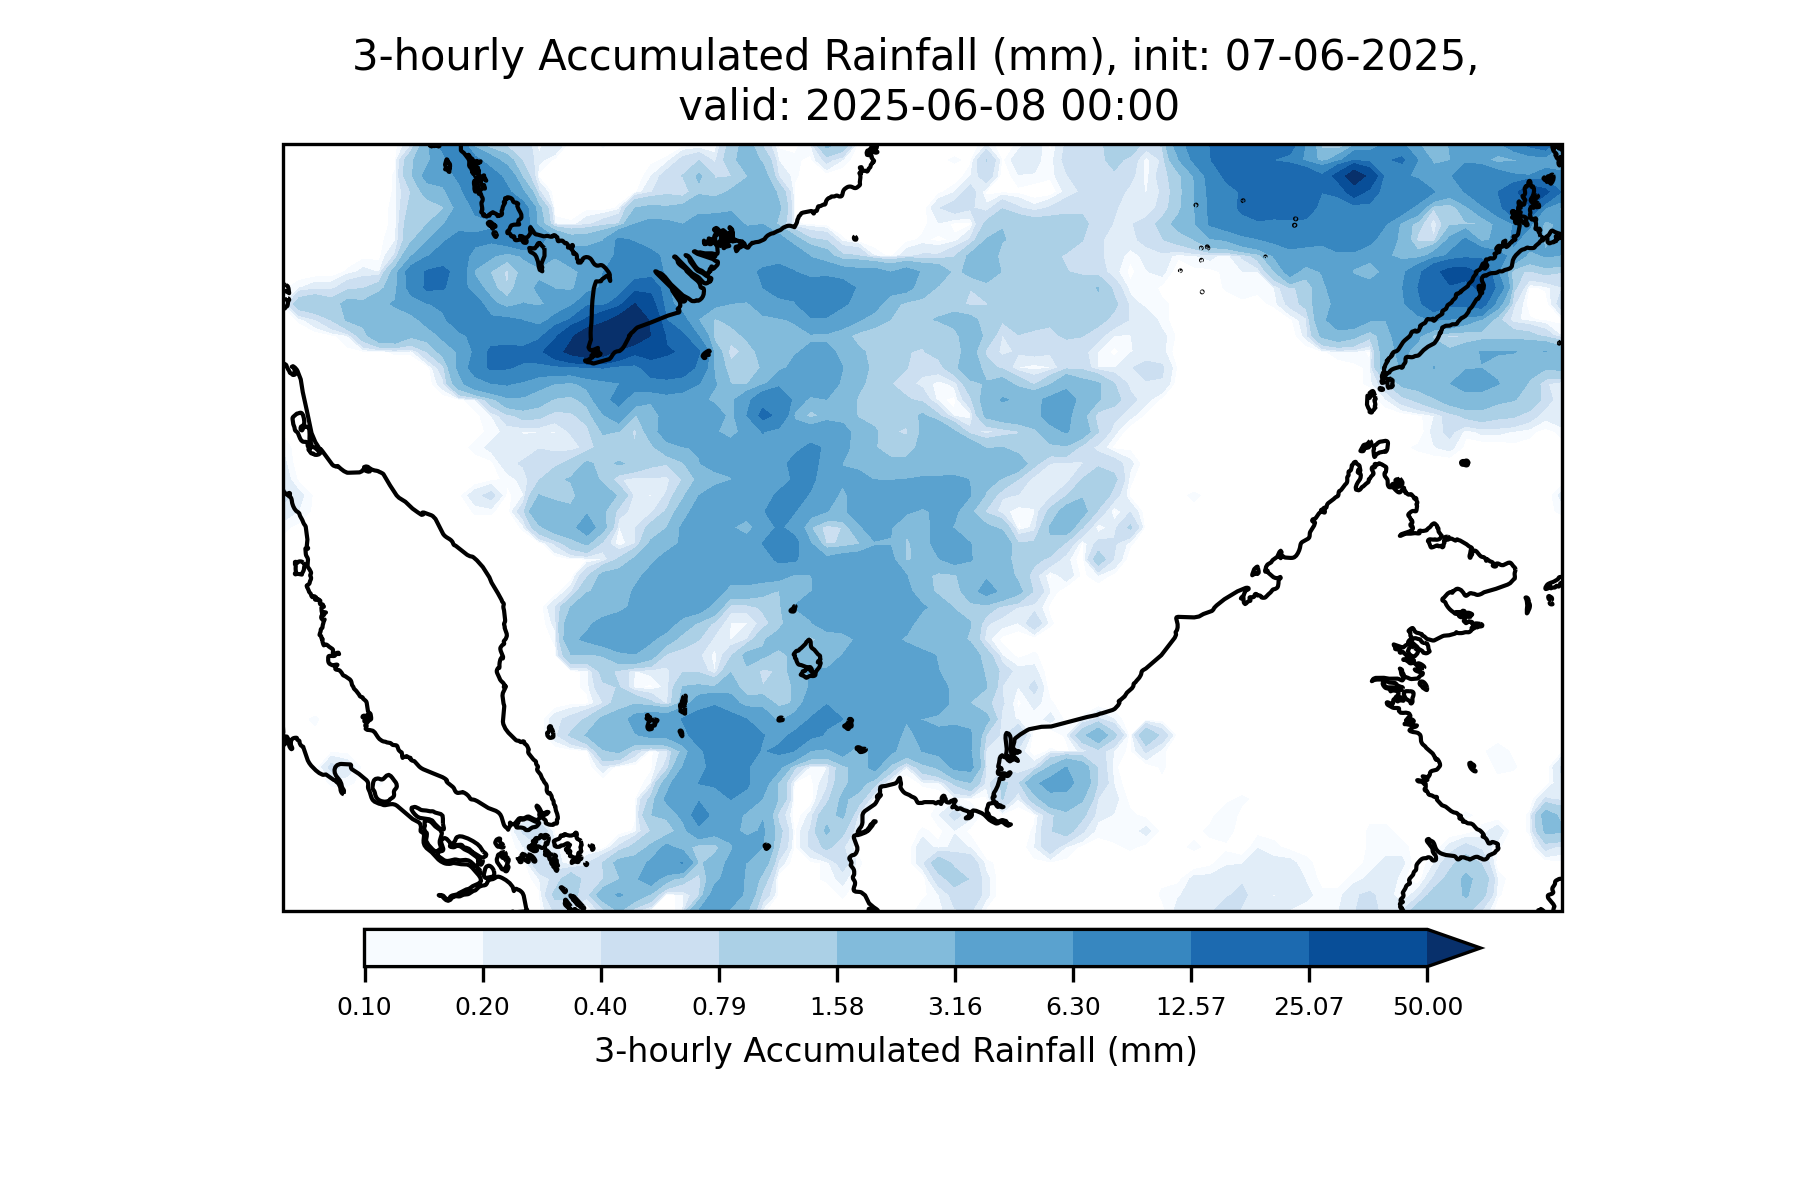 3-hourly Accumulated Rainfall (mm), init: 07-06-2025,
valid: 2025-06-08 00:00
0.10 0.20 0.40 0.79 1.58 3.16 6.30 12.57 25.07 50.00
3-hourly Accumulated Rainfall (mm)